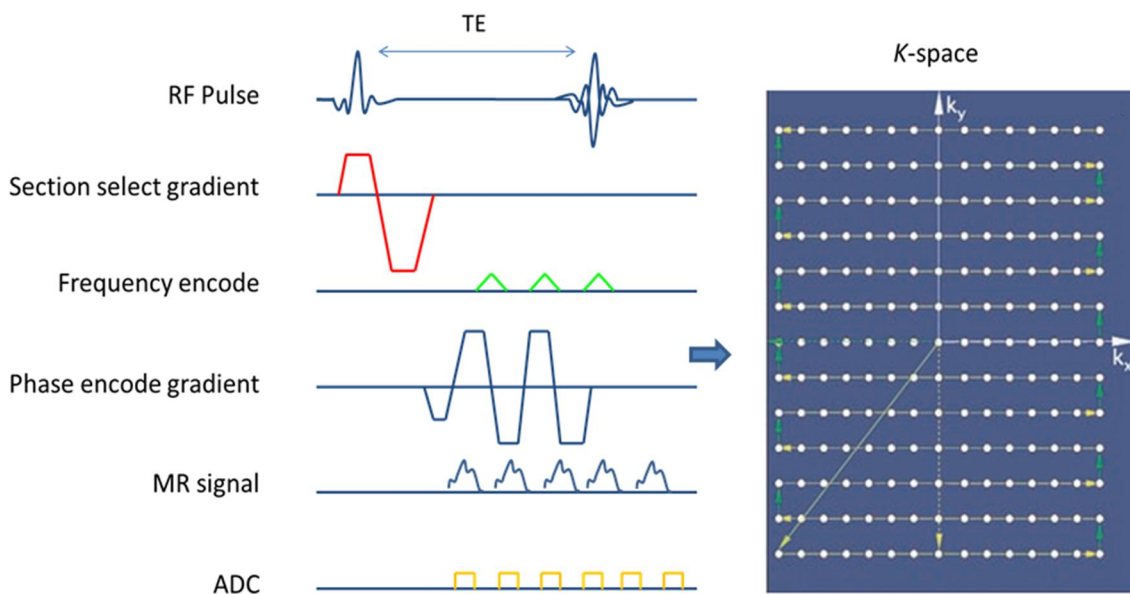 TE
RF Pulse
Section select gradient
Frequency encode
Phase encode gradient
MR signal
ADC
K-space
ky
kx